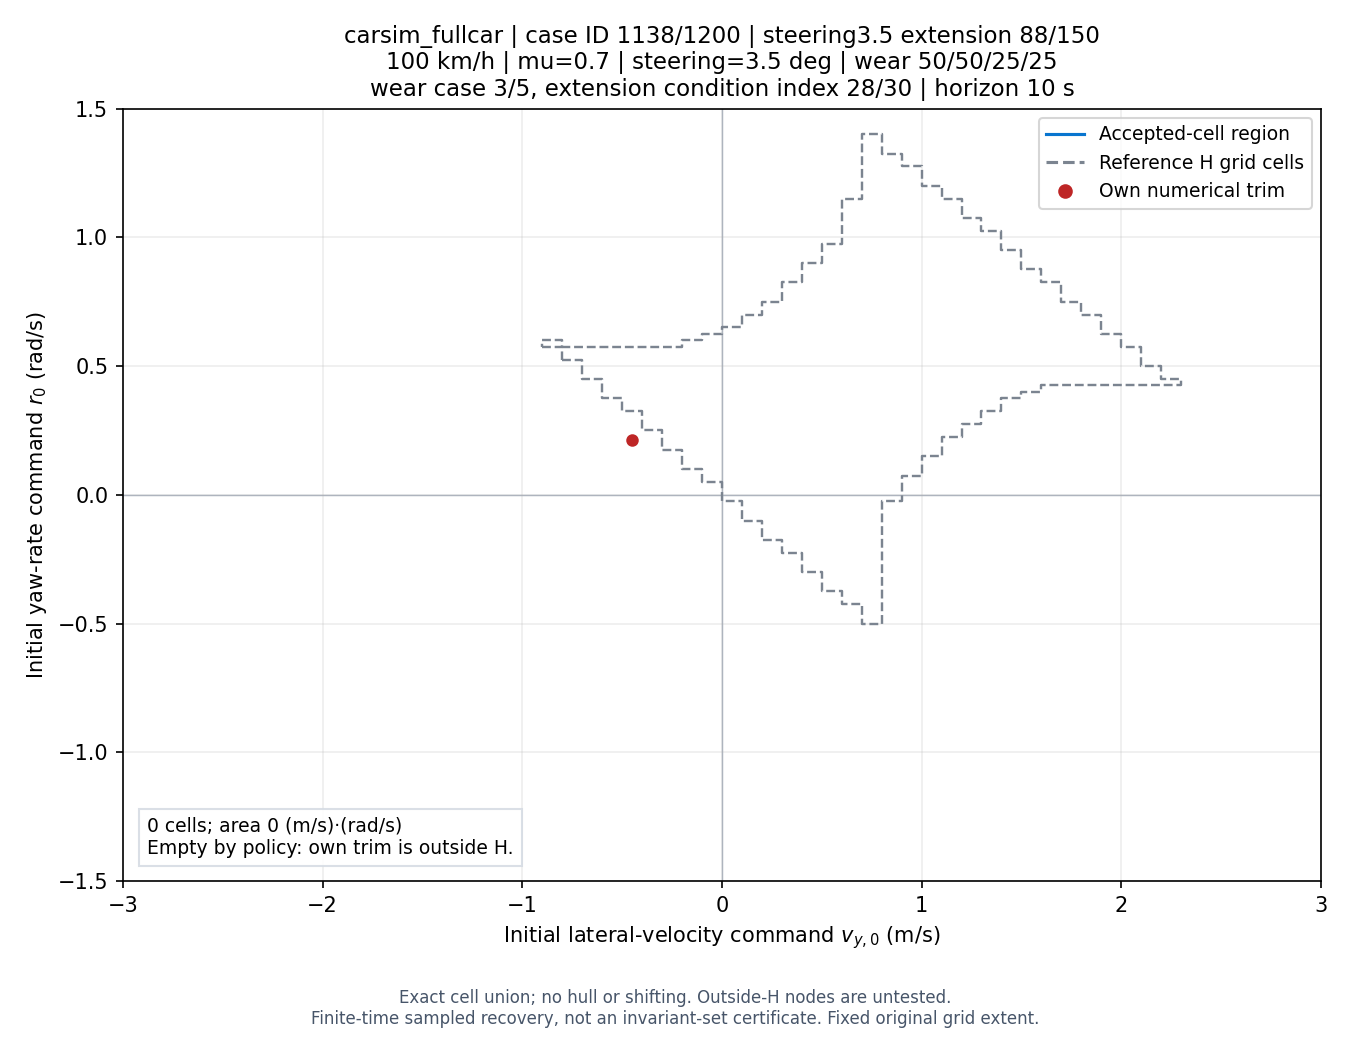 carsim_fullcar | case ID 1138/1200 | steering3.5 extension 88/150
100 km/h | mu=0.7 | steering=3.5 deg | wear 50/50/25/25
wear case 3/5, extension condition index 28/30 | horizon 10 s
Accepted-cell region
Reference H grid cells
Own numerical trim
1.5
1.0
0.5
0.0
−0.5
−1.0
−1.5
Initial yaw-rate command r0 (rad/s)
0 cells; area 0 (m/s)·(rad/s)
Empty by policy: own trim is outside H.
−3
−2
−1
0
1
2
3
Initial lateral-velocity command vy,0 (m/s)
Exact cell union; no hull or shifting. Outside-H nodes are untested.
Finite-time sampled recovery, not an invariant-set certificate. Fixed original grid extent.